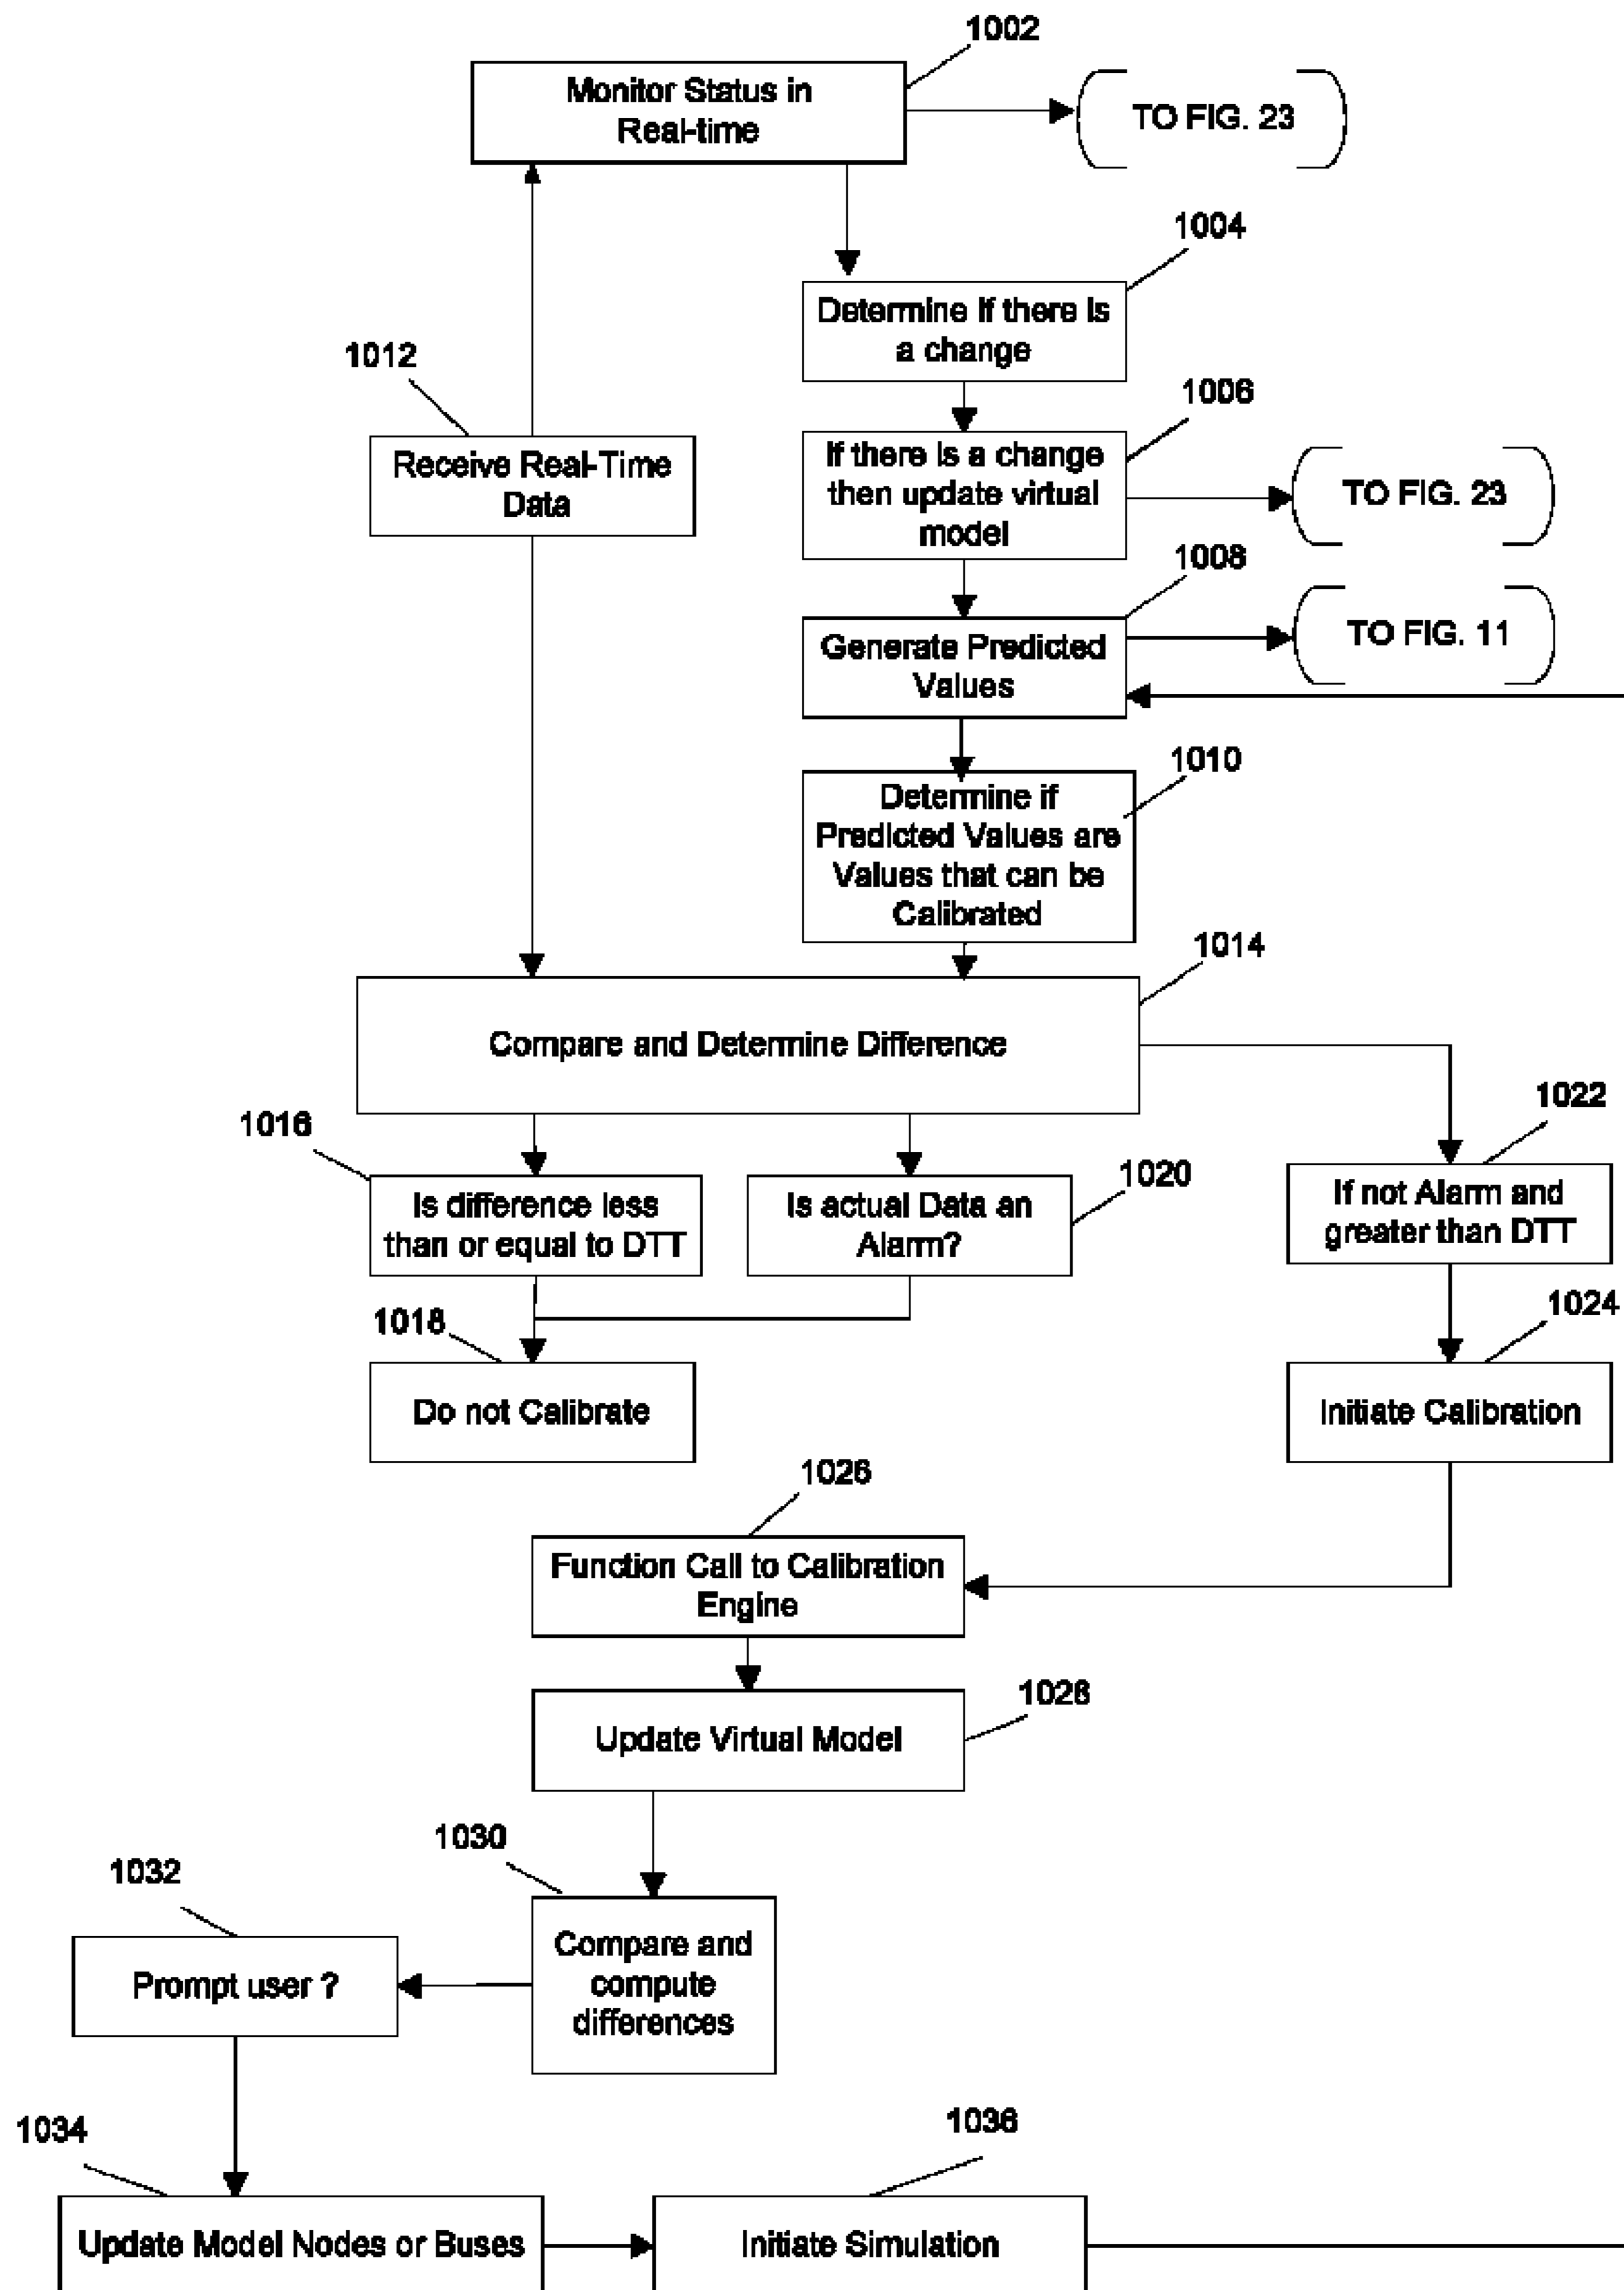 1002
Monitor Status in
Real-time
TO FIG. 23
1004
Determine if there is
a change
1012
Receive Real-Time
Data
1006
If there is a change
then update virtual
model
TO FIG. 23
1008
Generate Predicted
Values
TO FIG. 11
1010
Determine if
Predicted Values are
Values that can be
Calibrated
1014
Compare and Determine Difference
1016
Is difference less
than or equal to DTT
1020
Is actual Data an
Alarm?
1022
If not Alarm and
greater than DTT
1018
Do not Calibrate
1024
Initiate Calibration
1026
Function Call to Calibration
Engine
1028
Update Virtual Model
1030
Compare and
compute
differences
1032
Prompt user ?
1034
Update Model Nodes or Buses
1036
Initiate Simulation